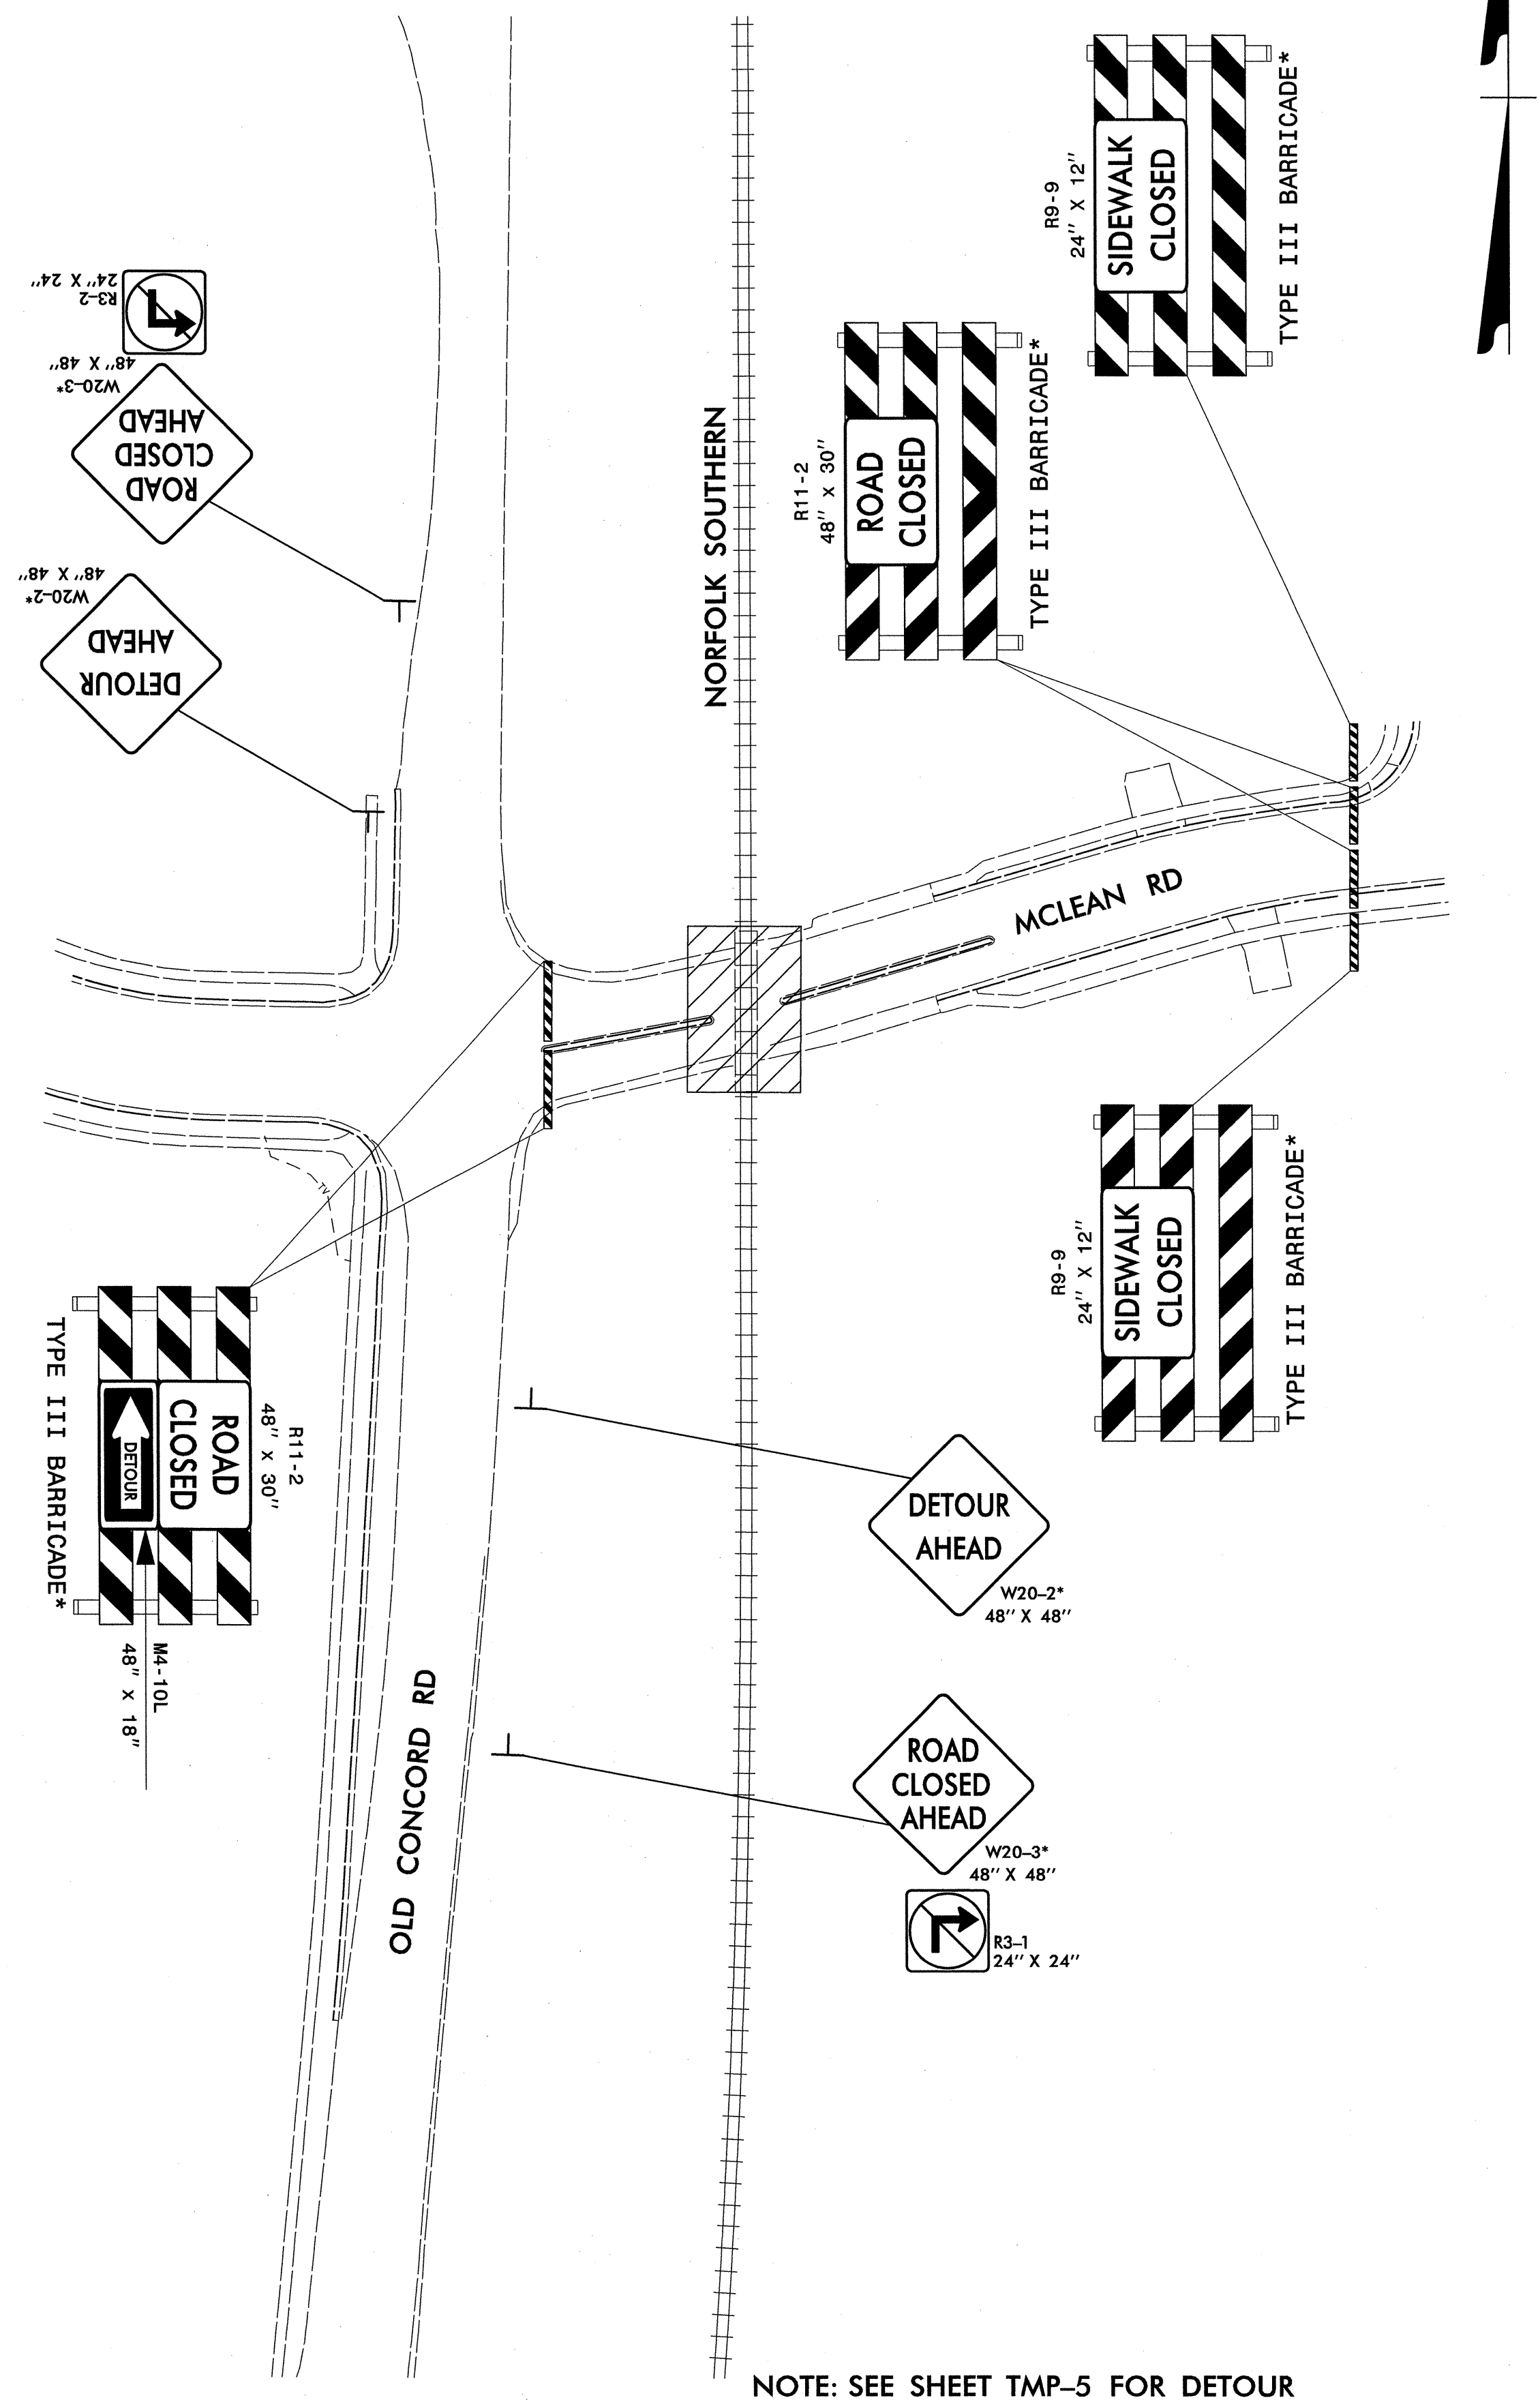 R9-9
24" X 12"
SIDEWALK
CLOSED
TYPE III BARRICADE*
R3-2
24" X 24"
ROAD
CLOSED
AHEAD
W20-3*
48" X 48"
DETOUR
AHEAD
W20-2*
48" X 48"
NORFOLK SOUTHERN
R11-2
48" x 30"
ROAD
CLOSED
TYPE III BARRICADE*
MCLEAN RD
TV
R9-9
24" X 12"
SIDEWALK
CLOSED
TYPE III BARRICADE*
R11-2
48" x 30"
ROAD
CLOSED
DETOUR
TYPE III BARRICADE*
M4-10L
48" x 18"
DETOUR
AHEAD
W20-2*
48" X 48"
OLD CONCORD RD
ROAD
CLOSED
AHEAD
W20-3*
48" X 48"
R3-1
24" X 24"
NOTE: SEE SHEET TMP-5 FOR DETOUR